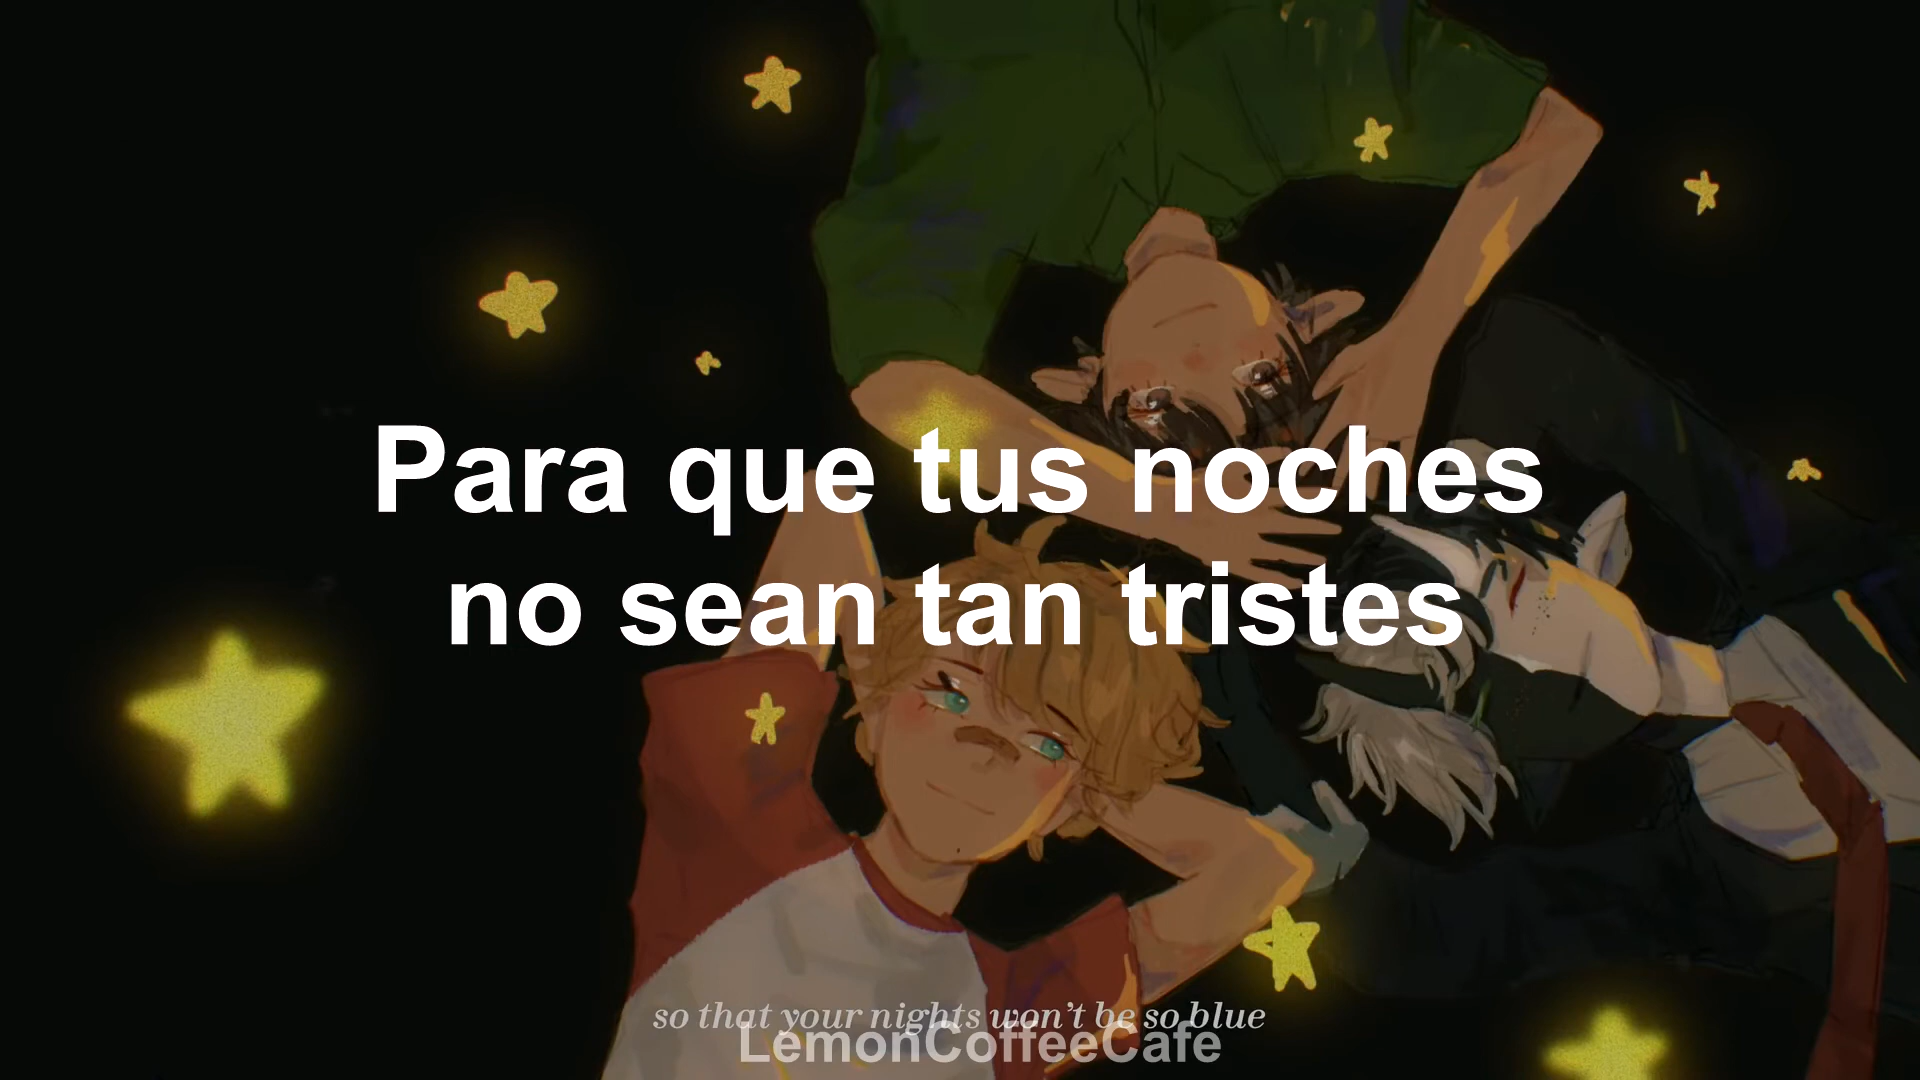 Para que tus noches
no sean tan tristes
so that your nights won't be so blue
LemonCoffeeCafe